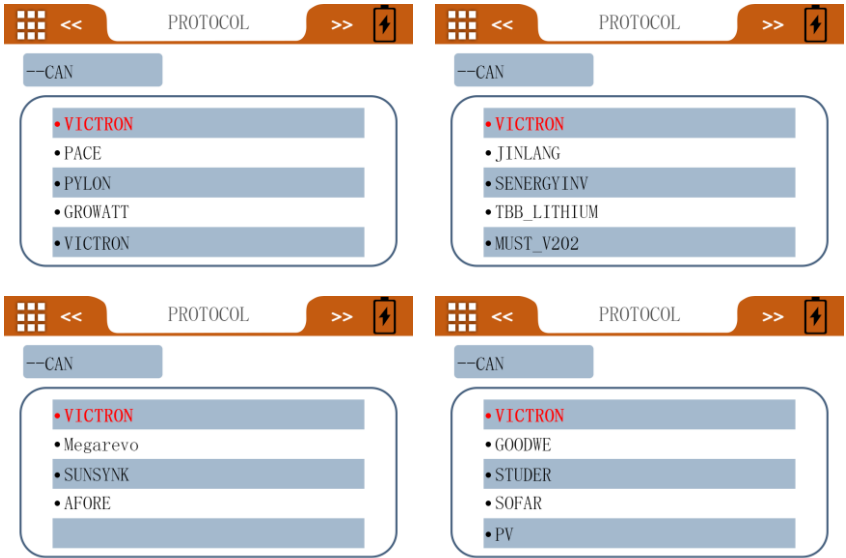 << PROTOCOL >>
--CAN
•VICTRON
•PACE
•PYLON
•GROWATT
•VICTRON
<< PROTOCOL >>
--CAN
•VICTRON
•JINLANG
•SENERGYINV
•TBB_LITHIUM
•MUST_V202
<< PROTOCOL >>
--CAN
•VICTRON
•Megarevo
•SUNSYNK
•AFORE
<< PROTOCOL >>
--CAN
•VICTRON
•GOODWE
•STUDER
•SOFAR
•PV